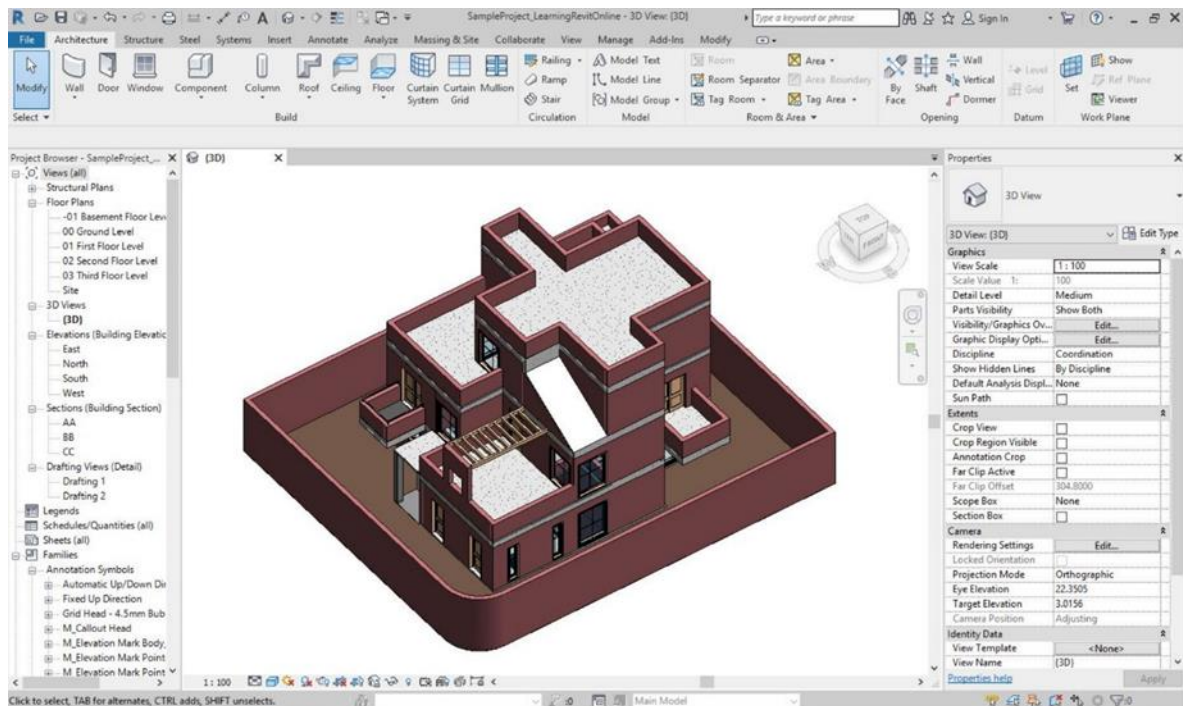 SampleProject_LearningRevitOnline - 3D View: {3D}
Type a keyword or phrase
Sign In
File Architecture Structure Steel Systems Insert Annotate Analyze Massing & Site Collaborate View Manage Add-Ins Modify
Modify
Wall Door Window Component Column Roof Ceiling Floor Curtain System Curtain Grid Mullion
Railing
Ramp
Stair
Model Text
Model Line
Model Group
Room
Room Separator
Tag Room
Area
Area Boundary
Tag Area
By Face
Shaft
Wall
Vertical
Dormer
Level
Grid
Set
Show
Ref Plane
Viewer
Select Build Circulation Model Room & Area Opening Datum Work Plane
Project Browser - SampleProject_...
Views (all)
Structural Plans
Floor Plans
-01 Basement Floor Lev
00 Ground Level
01 First Floor Level
02 Second Floor Level
03 Third Floor Level
Site
3D Views
{3D}
Elevations (Building Elevatic
East
North
South
West
Sections (Building Section)
AA
BB
CC
Drafting Views (Detail)
Drafting 1
Drafting 2
Legends
Schedules/Quantities (all)
Sheets (all)
Families
Annotation Symbols
Automatic Up/Down Dir
Fixed Up Direction
Grid Head - 4.5mm Bub
M_Callout Head
M_Elevation Mark Body_
M_Elevation Mark Point
M_Elevation Mark Point
{3D}
TOP
FRONT
1 : 100
Properties
3D View
3D View: {3D} Edit Type
Graphics
View Scale 1 : 100
Scale Value 1: 100
Detail Level Medium
Parts Visibility Show Both
Visibility/Graphics Ov... Edit...
Graphic Display Opti... Edit...
Discipline Coordination
Show Hidden Lines By Discipline
Default Analysis Displ... None
Sun Path
Extents
Crop View
Crop Region Visible
Annotation Crop
Far Clip Active
Far Clip Offset 304.8000
Scope Box None
Section Box
Camera
Rendering Settings Edit...
Locked Orientation
Projection Mode Orthographic
Eye Elevation 22.3505
Target Elevation 3.0156
Camera Position Adjusting
Identity Data
View Template <None>
View Name {3D}
Properties help Apply
Click to select, TAB for alternates, CTRL adds, SHIFT unselects.
:0
Main Model
:0